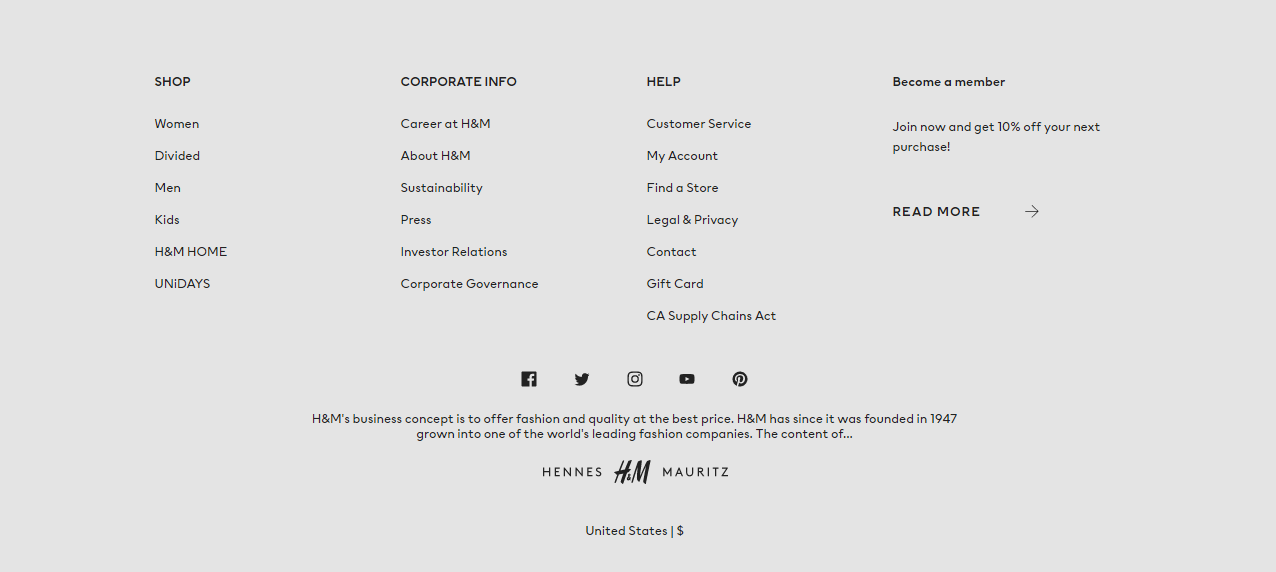 SHOP
Women
Divided
Men
Kids
H&M HOME
UNiDAYS
CORPORATE INFO
Career at H&M
About H&M
Sustainability
Press
Investor Relations
Corporate Governance
HELP
Customer Service
My Account
Find a Store
Legal & Privacy
Contact
Gift Card
CA Supply Chains Act
Become a member
Join now and get 10% off your next
purchase!
READ MORE
H&M's business concept is to offer fashion and quality at the best price. H&M has since it was founded in 1947
grown into one of the world's leading fashion companies. The content of...
HENNES H&M MAURITZ
United States | $